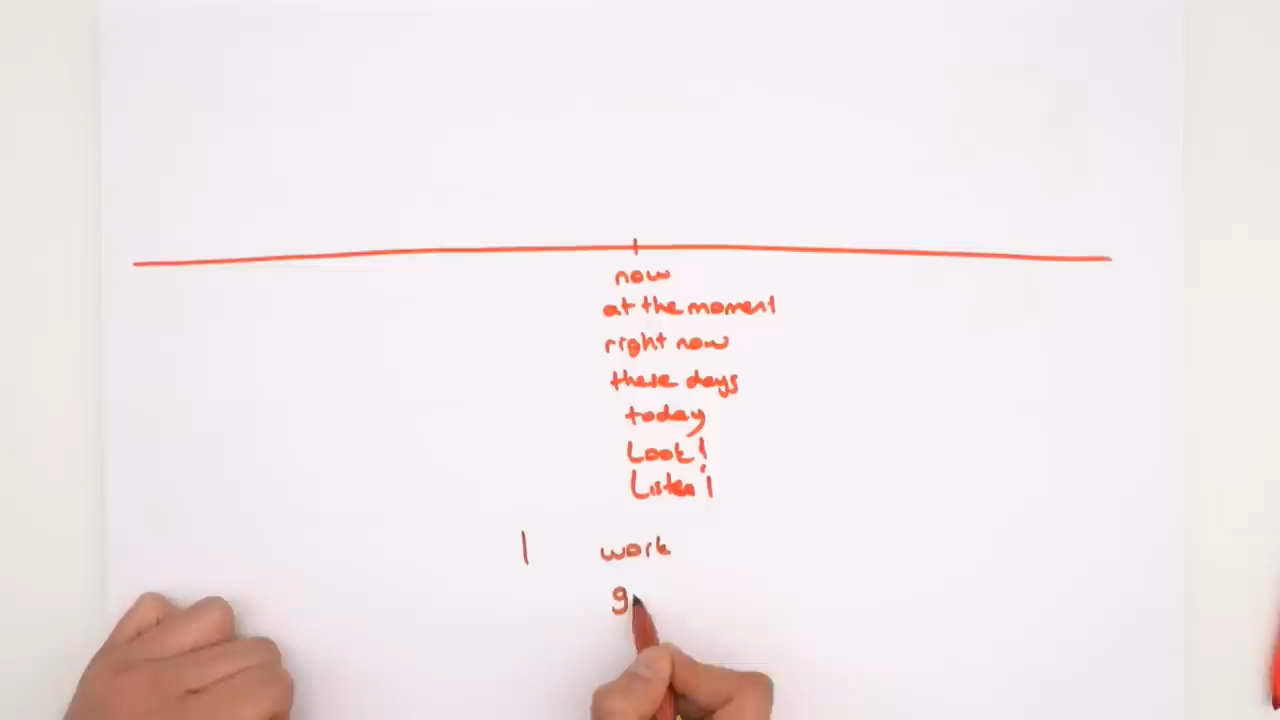 now
at the moment
right now
these days
today
Look!
Listen!
I work
g